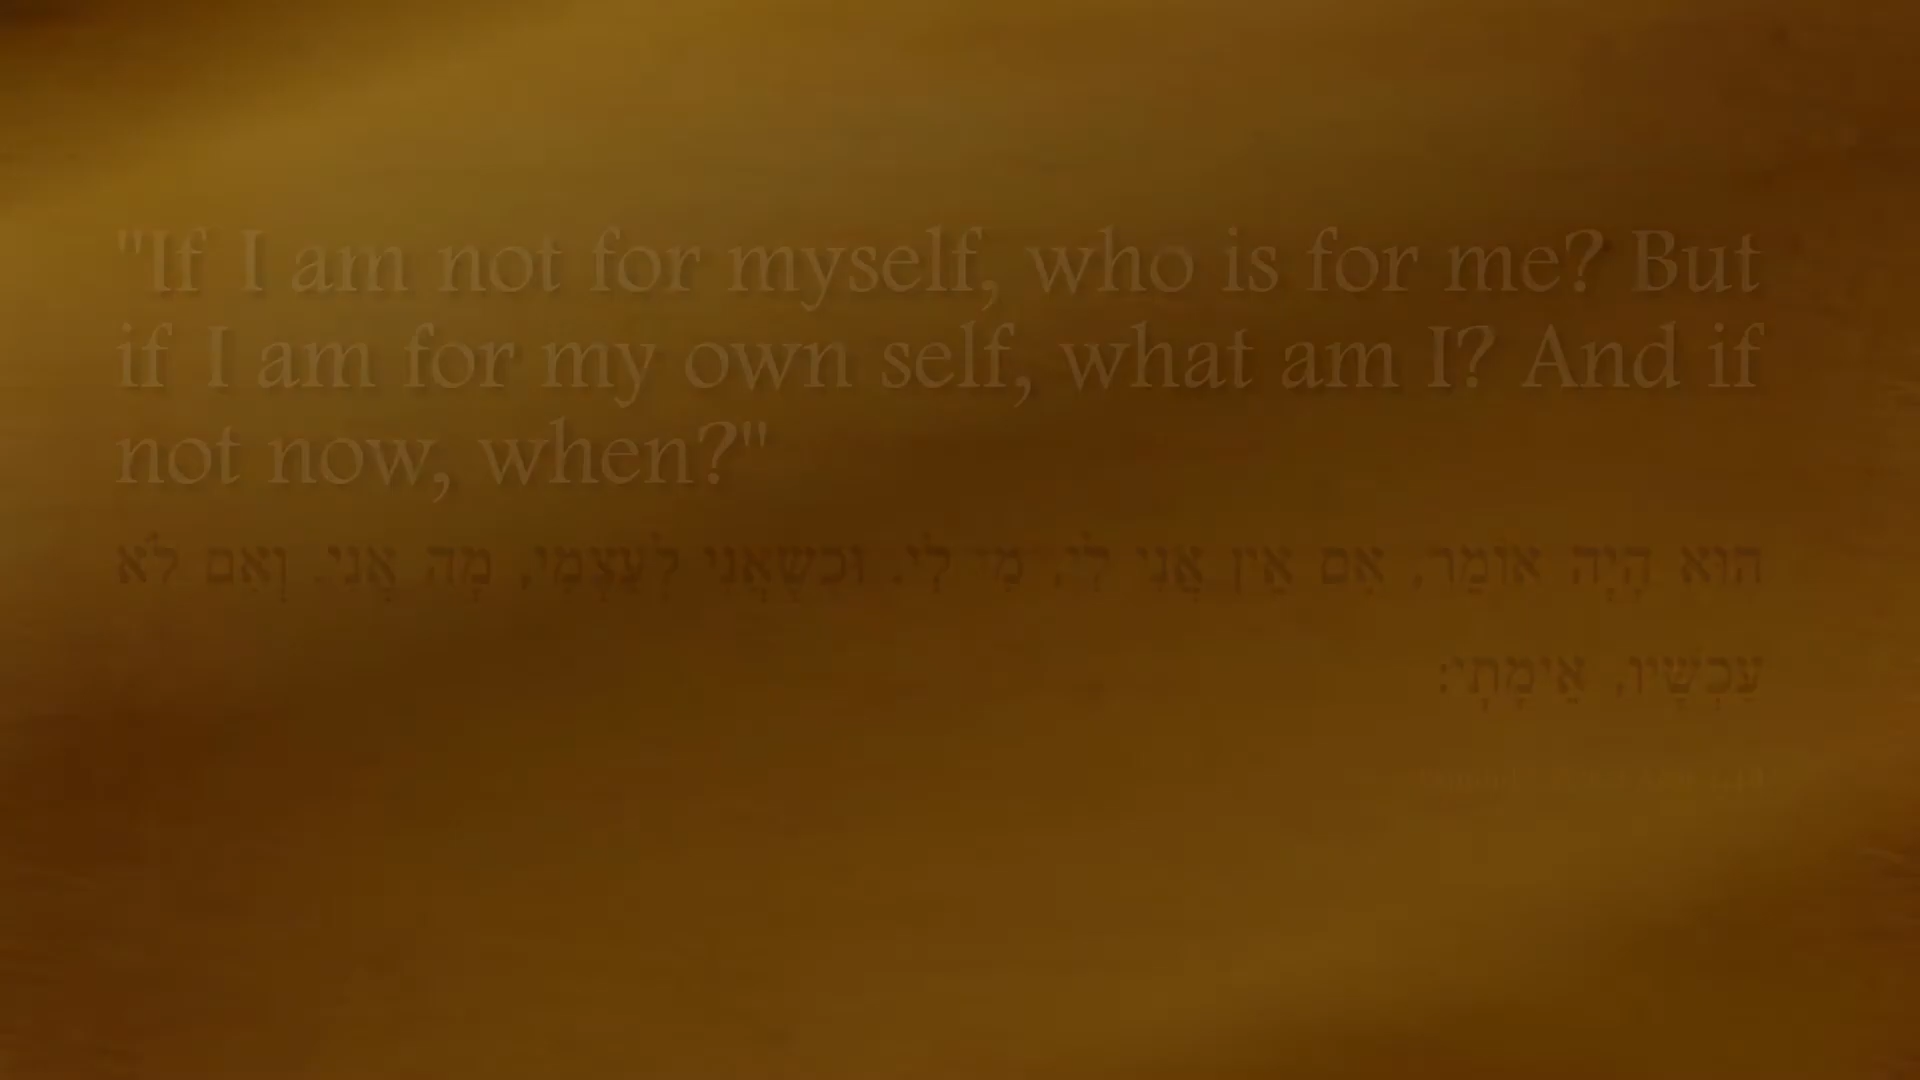 "If I am not for myself, who is for me? But
if I am for my own self, what am I? And if
not now, when?"
הוּא הָיָה אוֹמֵר, אִם אֵין אֲנִי לִי, מִי לִי. וּכְשֶׁאֲנִי לְעַצְמִי, מָה אֲנִי. וְאִם לֹא
עַכְשָׁיו, אֵימָתַי: